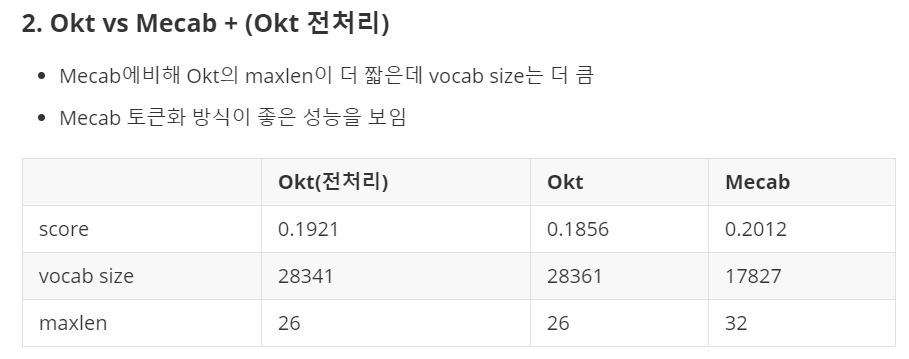 2. Okt vs Mecab + (Okt 전처리)
• Mecab에비해 Okt의 maxlen이 더 짧은데 vocab size는 더 큼
• Mecab 토큰화 방식이 좋은 성능을 보임
Okt(전처리) Okt Mecab
score 0.1921 0.1856 0.2012
vocab size 28341 28361 17827
maxlen 26 26 32